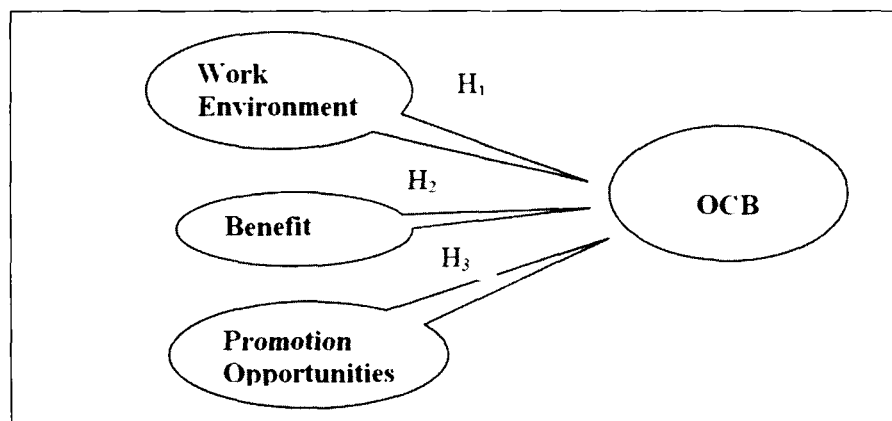 Work
Environment
H₁
H₂
OCB
Benefit
H₃
Promotion
Opportunities